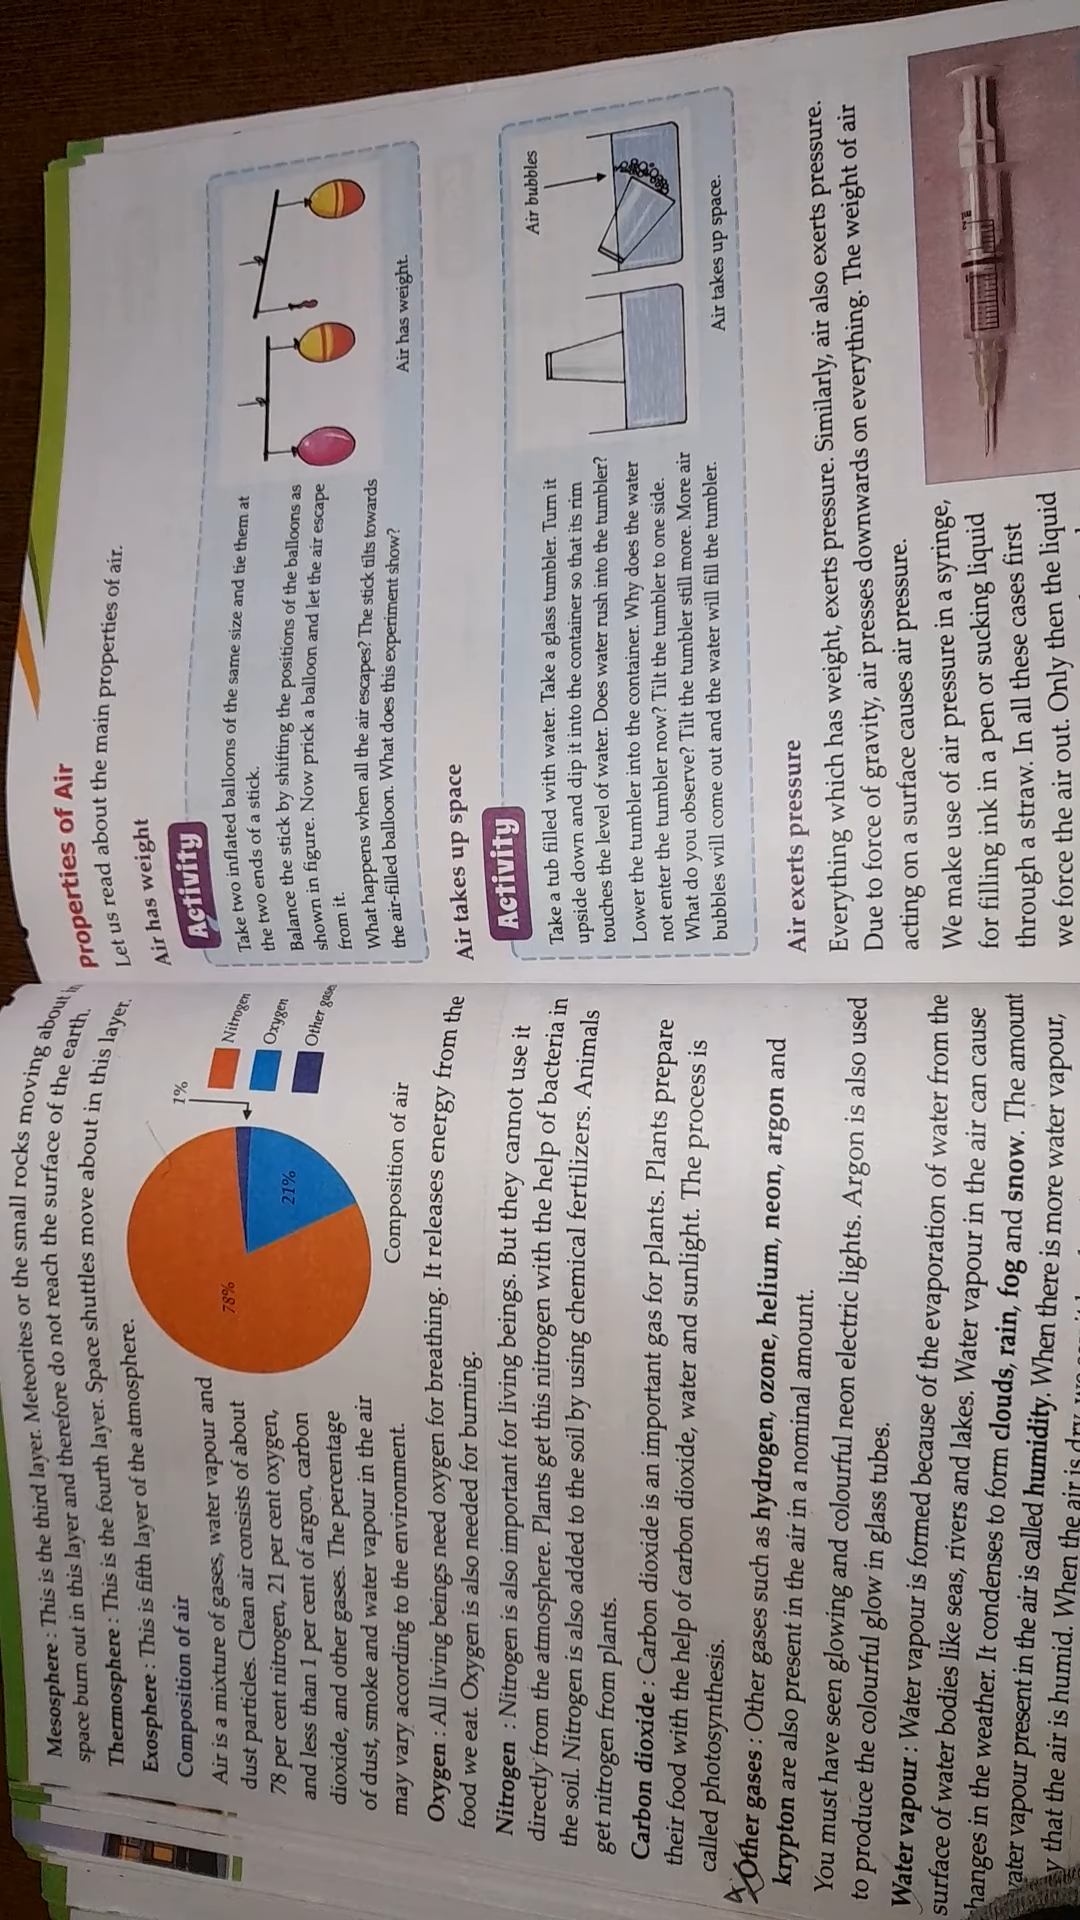 Mesosphere : This is the third layer. Meteorites or the small rocks moving about in
space burn out in this layer and therefore do not reach the surface of the earth.
Thermosphere : This is the fourth layer. Space shuttles move about in this layer.
Exosphere : This is fifth layer of the atmosphere.
Composition of air
Air is a mixture of gases, water vapour and
dust particles. Clean air consists of about
78 per cent nitrogen, 21 per cent oxygen,
and less than 1 per cent of argon, carbon
dioxide, and other gases. The percentage
of dust, smoke and water vapour in the air
may vary according to the environment.
78%
21%
1%
Nitrogen
Oxygen
Other gases
Composition of air
Oxygen : All living beings need oxygen for breathing. It releases energy from the
food we eat. Oxygen is also needed for burning.
Nitrogen : Nitrogen is also important for living beings. But they cannot use it
directly from the atmosphere. Plants get this nitrogen with the help of bacteria in
the soil. Nitrogen is also added to the soil by using chemical fertilizers. Animals
get nitrogen from plants.
Carbon dioxide : Carbon dioxide is an important gas for plants. Plants prepare
their food with the help of carbon dioxide, water and sunlight. The process is
called photosynthesis.
Other gases : Other gases such as hydrogen, ozone, helium, neon, argon and
krypton are also present in the air in a nominal amount.
You must have seen glowing and colourful neon electric lights. Argon is also used
to produce the colourful glow in glass tubes.
Water vapour : Water vapour is formed because of the evaporation of water from the
surface of water bodies like seas, rivers and lakes. Water vapour in the air can cause
hanges in the weather. It condenses to form clouds, rain, fog and snow. The amount
vater vapour present in the air is called humidity. When there is more water vapour,
y that the air is humid. When the air is dry
Properties of Air
Let us read about the main properties of air.
Air has weight
Activity
Take two inflated balloons of the same size and tie them at
the two ends of a stick.
Balance the stick by shifting the positions of the balloons as
shown in figure. Now prick a balloon and let the air escape
from it.
What happens when all the air escapes? The stick tilts towards
the air-filled balloon. What does this experiment show?
Air has weight.
Air takes up space
Activity
Take a tub filled with water. Take a glass tumbler. Turn it
upside down and dip it into the container so that its rim
touches the level of water. Does water rush into the tumbler?
Lower the tumbler into the container. Why does the water
not enter the tumbler now? Tilt the tumbler to one side.
What do you observe? Tilt the tumbler still more. More air
bubbles will come out and the water will fill the tumbler.
Air bubbles
Air takes up space.
Air exerts pressure
Everything which has weight, exerts pressure. Similarly, air also exerts pressure.
Due to force of gravity, air presses downwards on everything. The weight of air
acting on a surface causes air pressure.
We make use of air pressure in a syringe,
for filling ink in a pen or sucking liquid
through a straw. In all these cases first
we force the air out. Only then the liquid